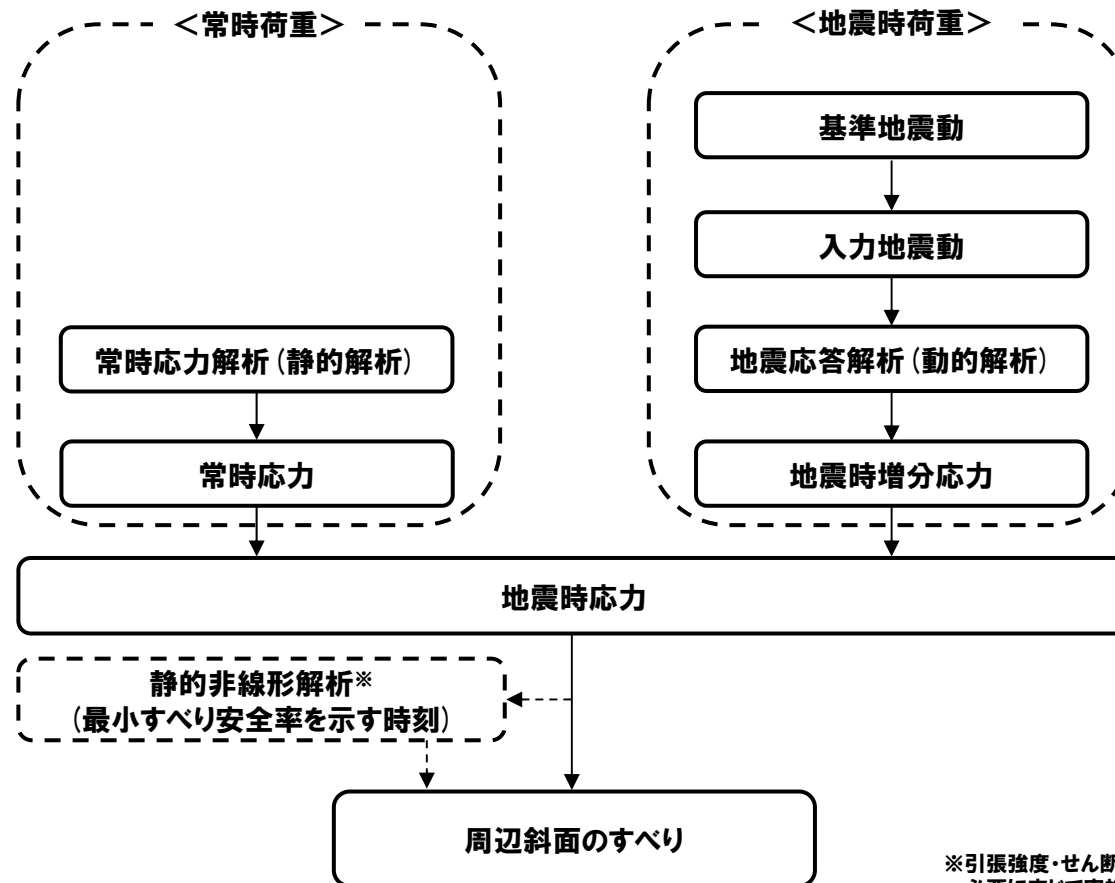 <常時荷重>
<地震時荷重>
基準地震動
入力地震動
常時応力解析(静的解析)
地震応答解析(動的解析)
常時応力
地震時増分応力
地震時応力
静的非線形解析※
(最小すべり安全率を示す時刻)
周辺斜面のすべり
※引張強度・せん断